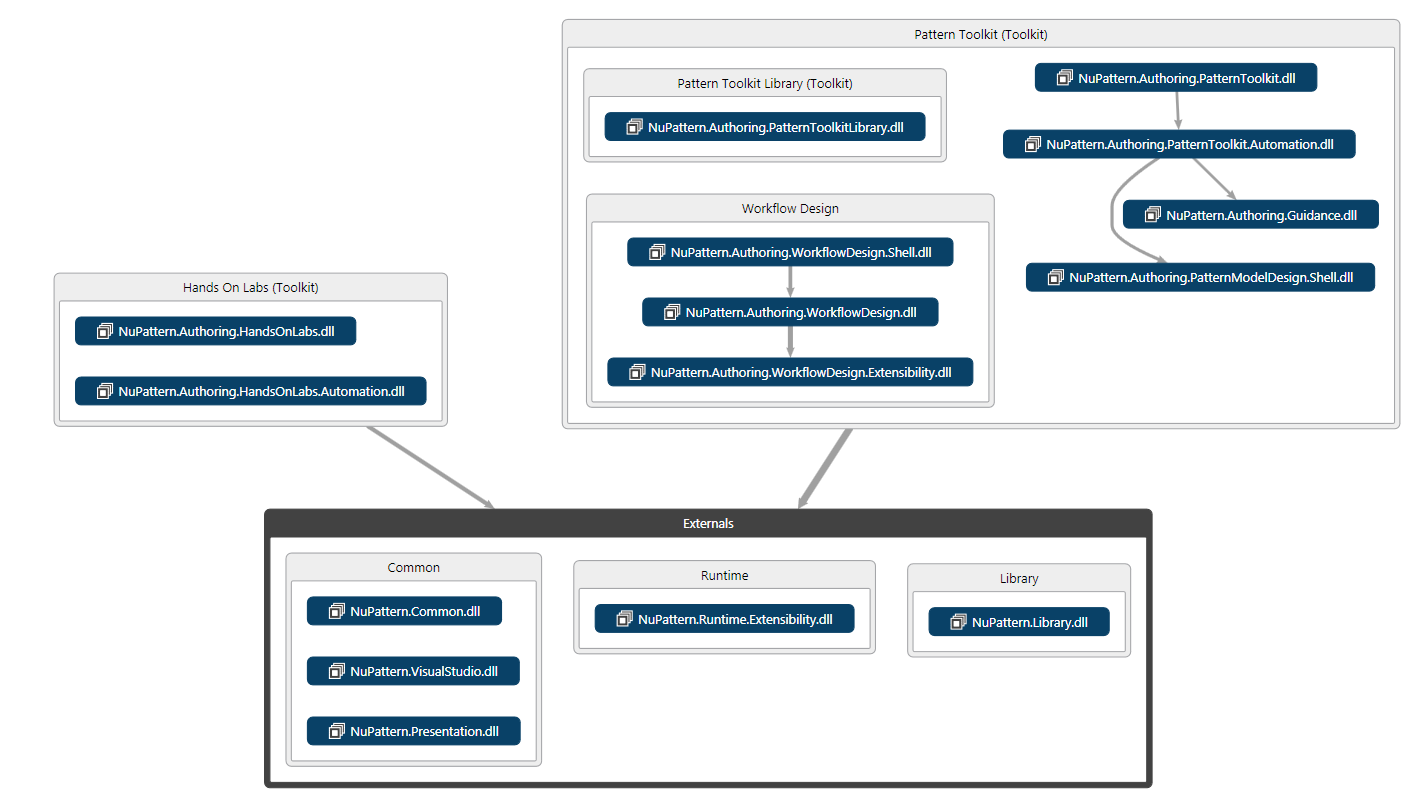 Pattern Toolkit (Toolkit)
Pattern Toolkit Library (Toolkit)
NuPattern.Authoring.PatternToolkitLibrary.dll
NuPattern.Authoring.PatternToolkit.dll
NuPattern.Authoring.PatternToolkit.Automation.dll
NuPattern.Authoring.Guidance.dll
NuPattern.Authoring.PatternModelDesign.Shell.dll
Workflow Design
NuPattern.Authoring.WorkflowDesign.Shell.dll
NuPattern.Authoring.WorkflowDesign.dll
NuPattern.Authoring.WorkflowDesign.Extensibility.dll
Hands On Labs (Toolkit)
NuPattern.Authoring.HandsOnLabs.dll
NuPattern.Authoring.HandsOnLabs.Automation.dll
Externals
Common
NuPattern.Common.dll
NuPattern.VisualStudio.dll
NuPattern.Presentation.dll
Runtime
NuPattern.Runtime.Extensibility.dll
Library
NuPattern.Library.dll